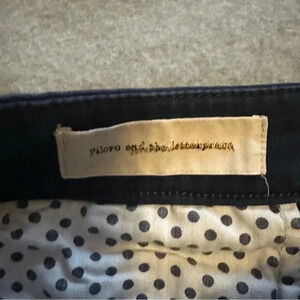 Pilcro and the letterpress